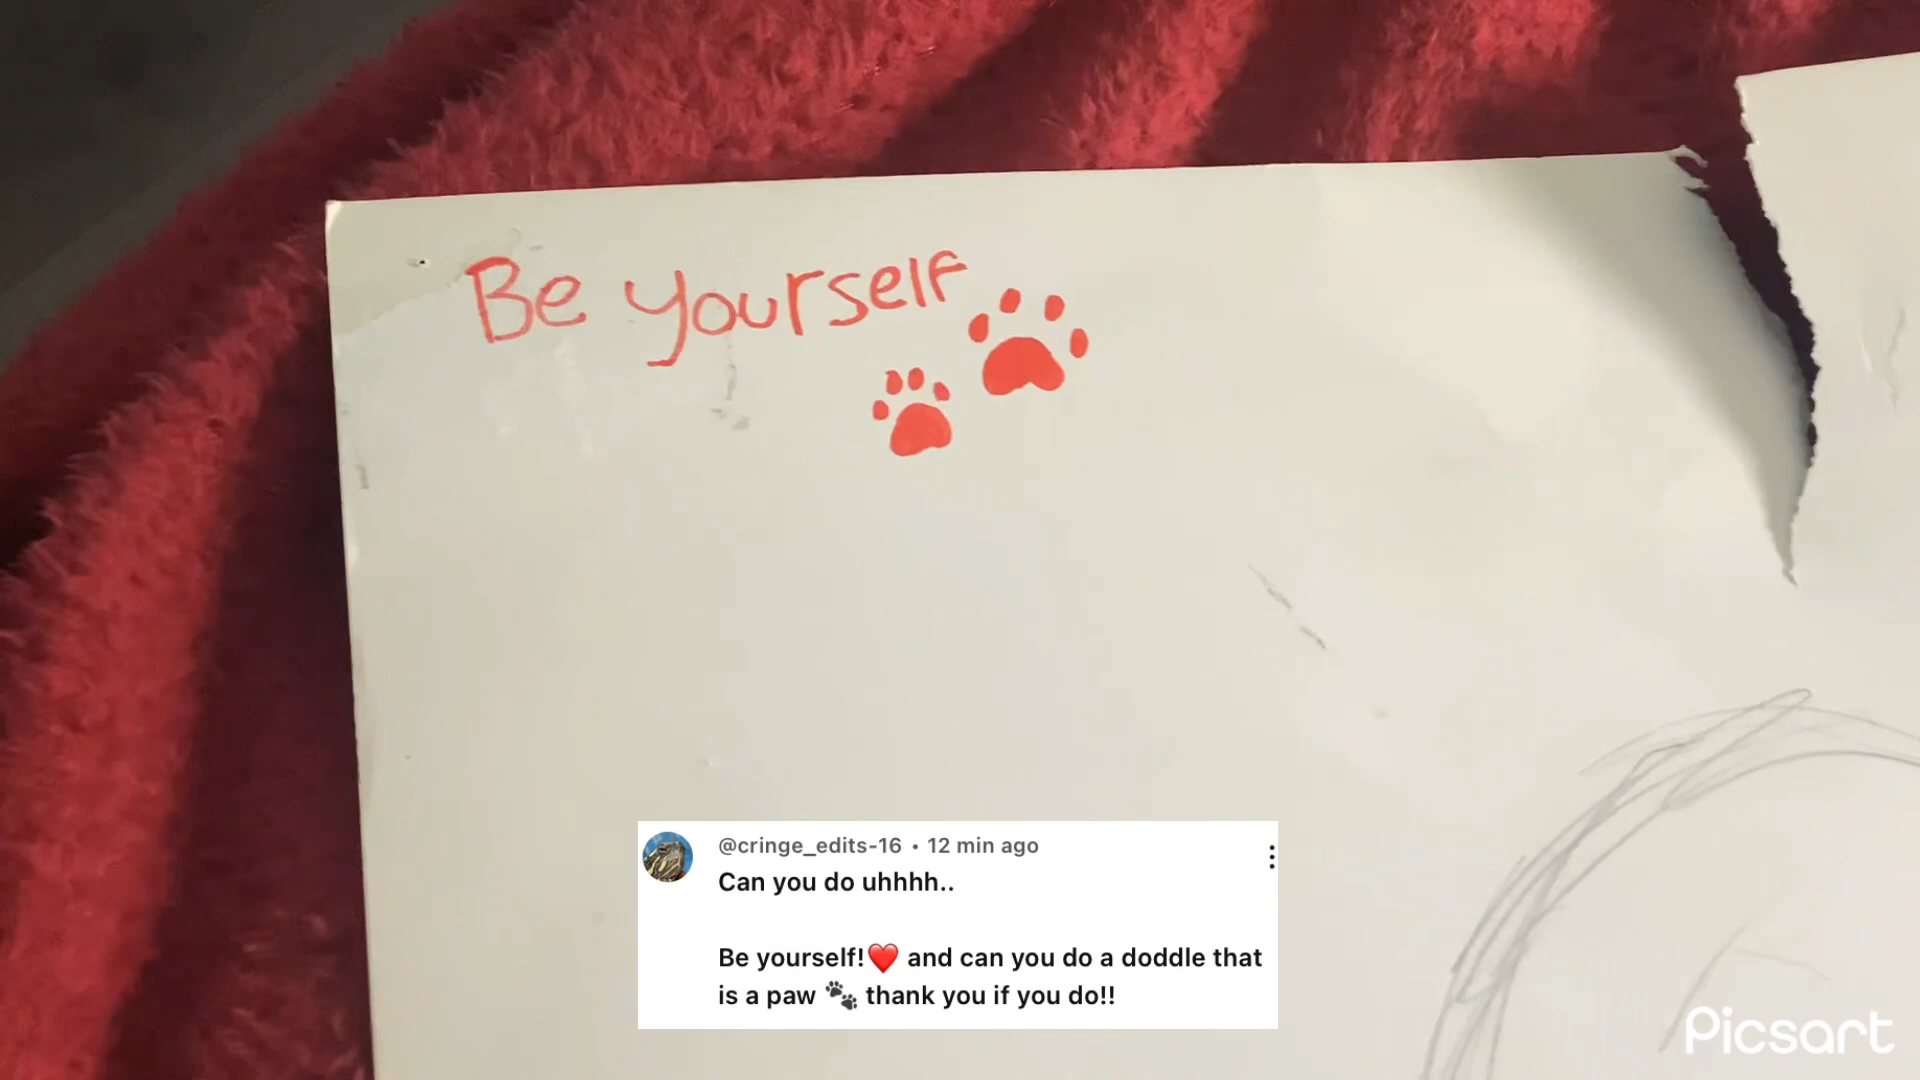 Be yourself
@cringe_edits-16 • 12 min ago
Can you do uhhhh..
Be yourself!❤️ and can you do a doddle that
is a paw 🐾 thank you if you do!!
Picsart